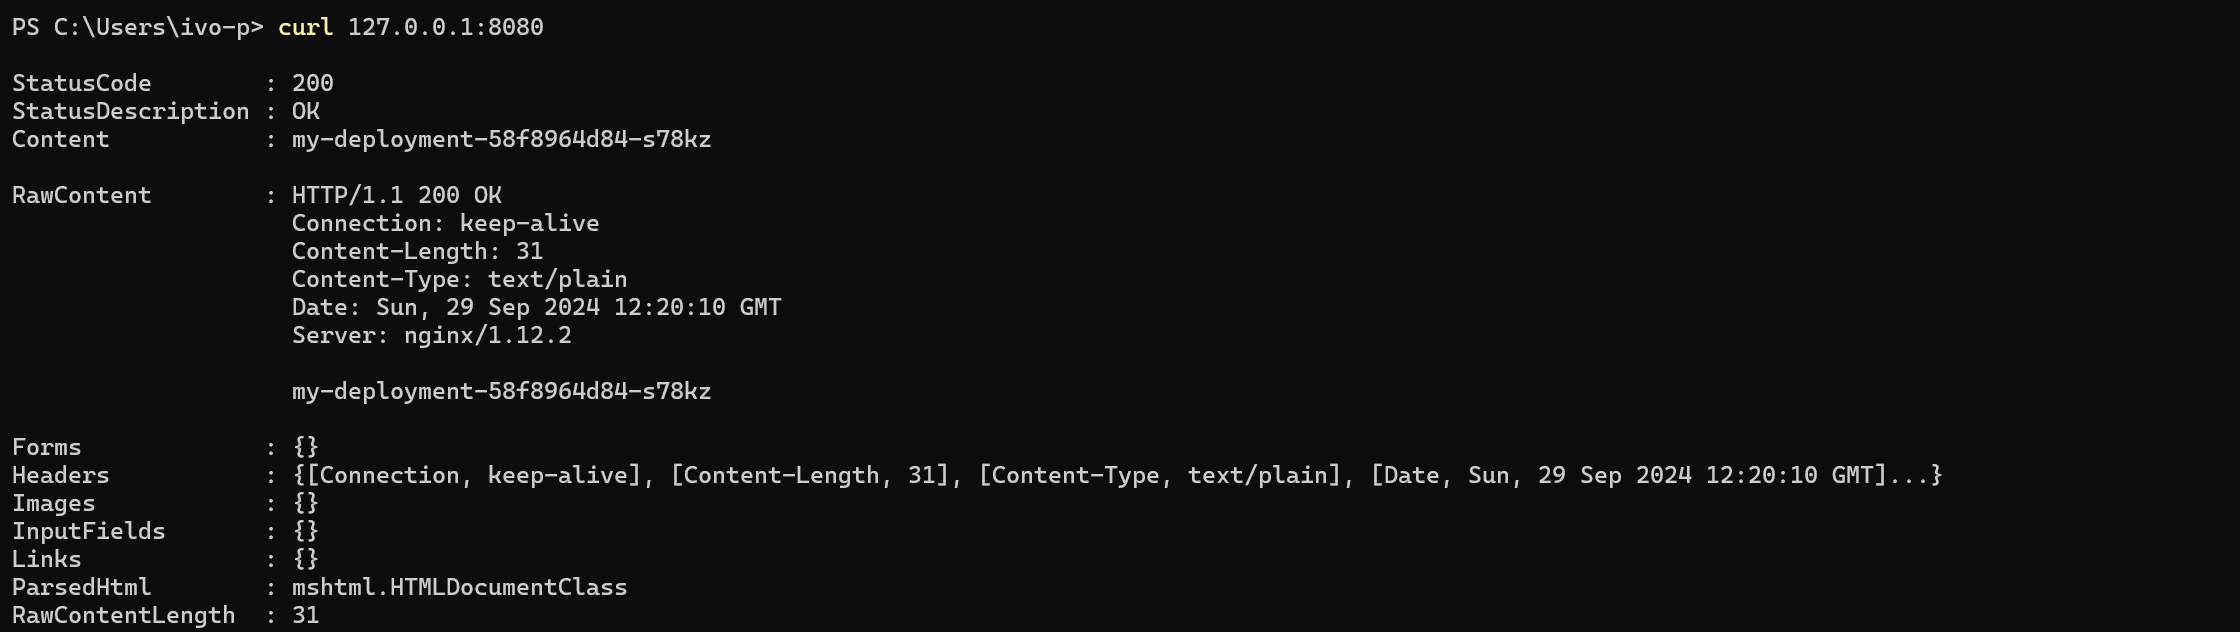 PS C:\Users\ivo-p> curl 127.0.0.1:8080
StatusCode        : 200
StatusDescription : OK
Content           : my-deployment-58f8964d84-s78kz
RawContent        : HTTP/1.1 200 OK
                    Connection: keep-alive
                    Content-Length: 31
                    Content-Type: text/plain
                    Date: Sun, 29 Sep 2024 12:20:10 GMT
                    Server: nginx/1.12.2
                    my-deployment-58f8964d84-s78kz
Forms             : {}
Headers           : {[Connection, keep-alive], [Content-Length, 31], [Content-Type, text/plain], [Date, Sun, 29 Sep 2024 12:20:10 GMT]...}
Images            : {}
InputFields       : {}
Links             : {}
ParsedHtml        : mshtml.HTMLDocumentClass
RawContentLength  : 31